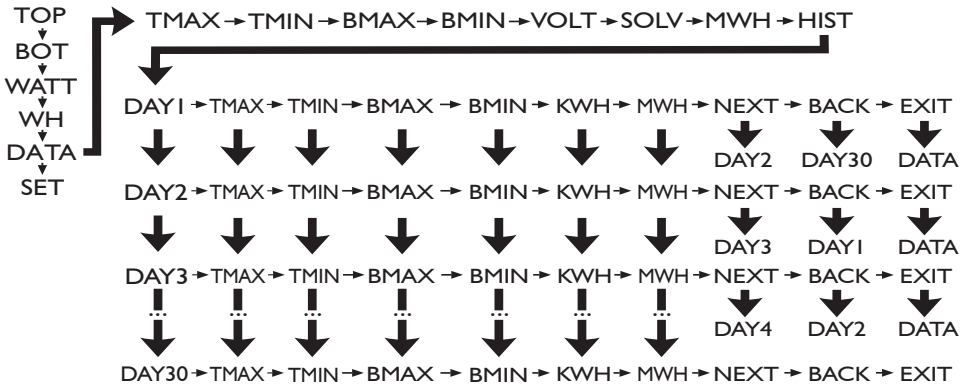 TOP
BOT
WATT
WH
DATA
SET
TMAX TMIN BMAX BMIN VOLT SOLV MWH HIST
DAY1 TMAX TMIN BMAX BMIN KWH MWH NEXT BACK EXIT
DAY2 DAY30 DATA
DAY2 TMAX TMIN BMAX BMIN KWH MWH NEXT BACK EXIT
DAY3 DAY1 DATA
DAY3 TMAX TMIN BMAX BMIN KWH MWH NEXT BACK EXIT
... ... ... ... ... ... ...
DAY4 DAY2 DATA
DAY30 TMAX TMIN BMAX BMIN KWH MWH NEXT BACK EXIT